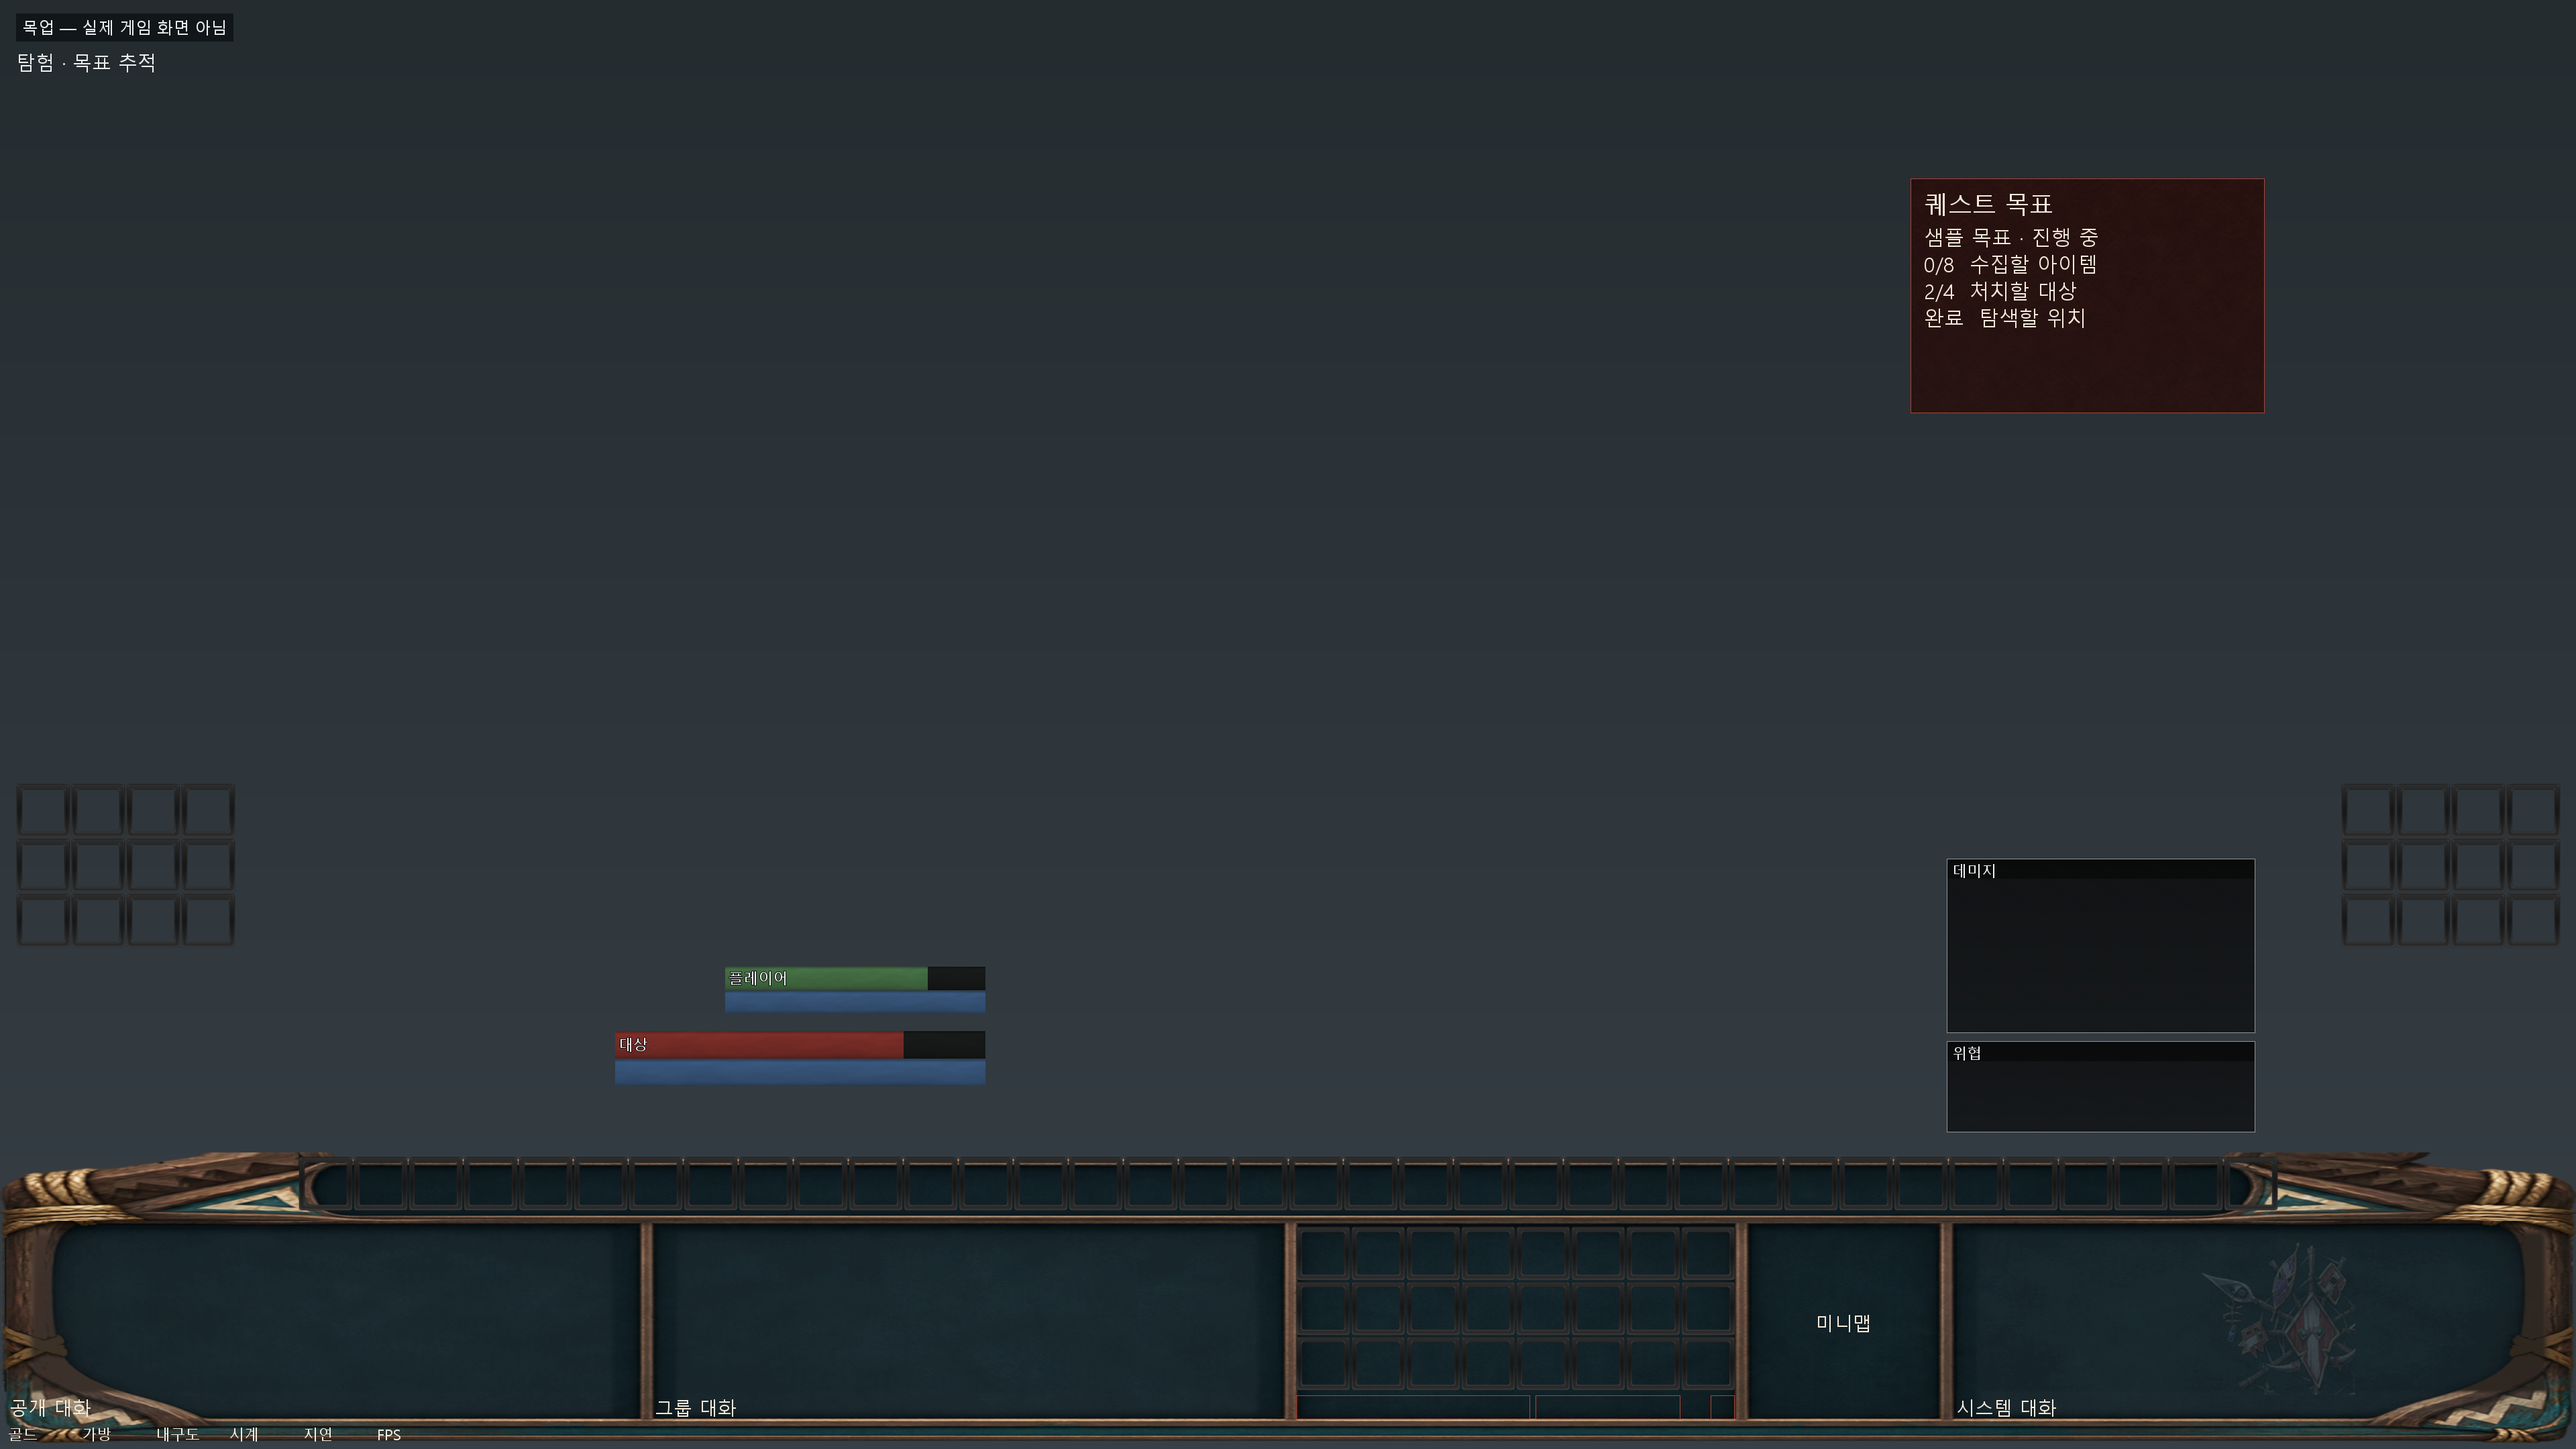 목업 — 실제 게임 화면 아님
탐험 · 목표 추적
퀘스트 목표
샘플 목표 · 진행 중
0/8 수집할 아이템
2/4 처치할 대상
완료 탐색할 위치
데미지
플레이어
대상
위협
미니맵
공개 대화
그룹 대화
시스템 대화
골드 가방 내구도 시계 지연 FPS